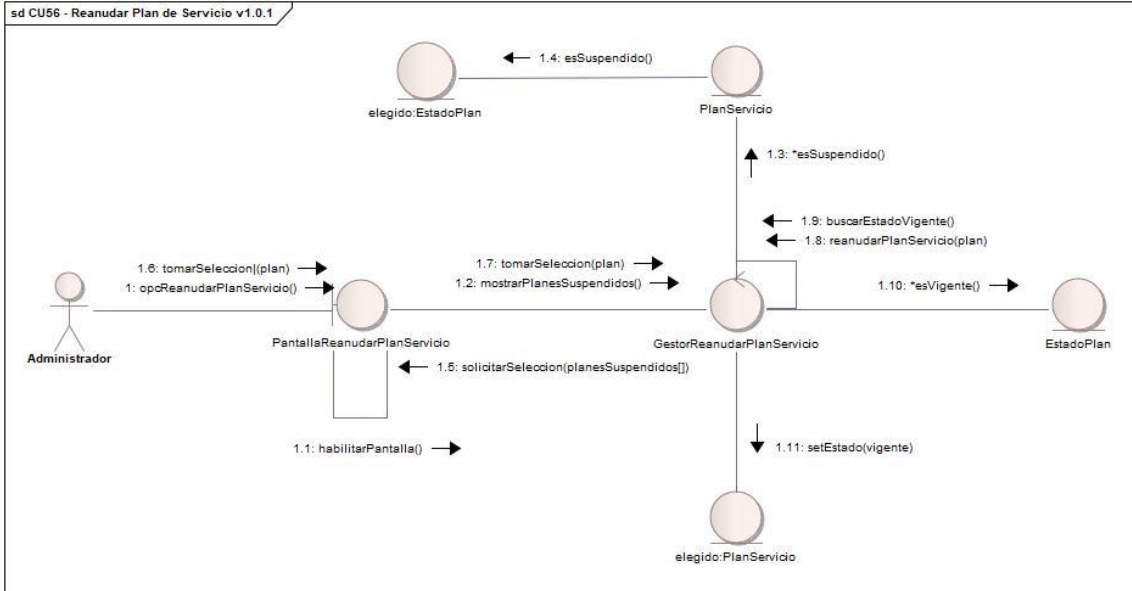 sd CU56 - Reanudar Plan de Servicio v1.0.1
1.4: esSuspendido()
elegido:EstadoPlan
PlanServicio
1.3: *esSuspendido()
1.9: buscarEstadoVigente()
1.8: reanudarPlanServicio(plan)
1.6: tomarSeleccion|(plan)
1.7: tomarSeleccion(plan)
1: opcReanudarPlanServicio()
1.2: mostrarPlanesSuspendidos()
1.10: *esVigente()
Administrador
PantallaReanudarPlanServicio
GestorReanudarPlanServicio
EstadoPlan
1.5: solicitarSeleccion(planesSuspendidos[])
1.1: habilitarPantalla()
1.11: setEstado(vigente)
elegido:PlanServicio